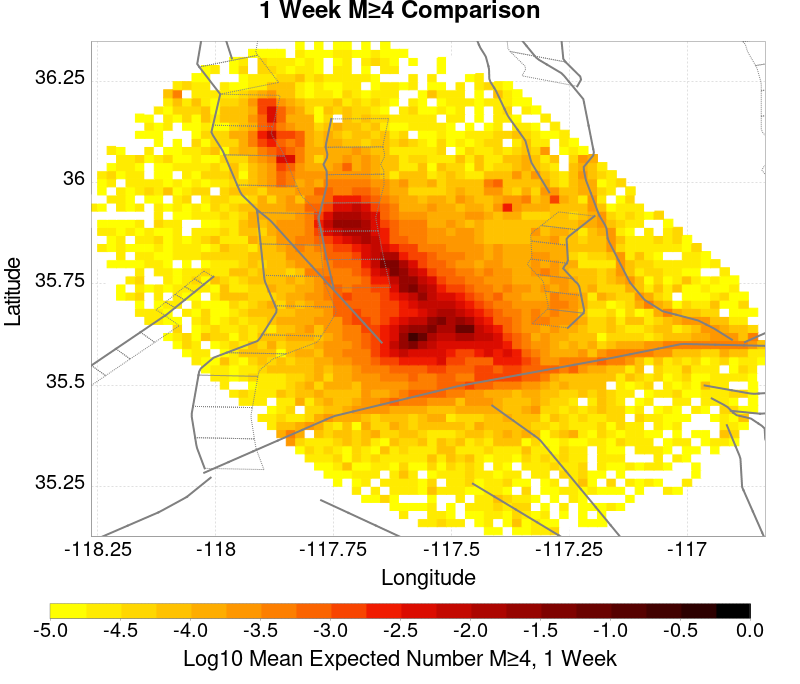 1 Week M≥4 Comparison
36.25
36
35.75
35.5
35.25
Latitude
-118.25 -118 -117.75 -117.5 -117.25 -117
Longitude
-5.0 -4.5 -4.0 -3.5 -3.0 -2.5 -2.0 -1.5 -1.0 -0.5 0.0
Log10 Mean Expected Number M≥4, 1 Week